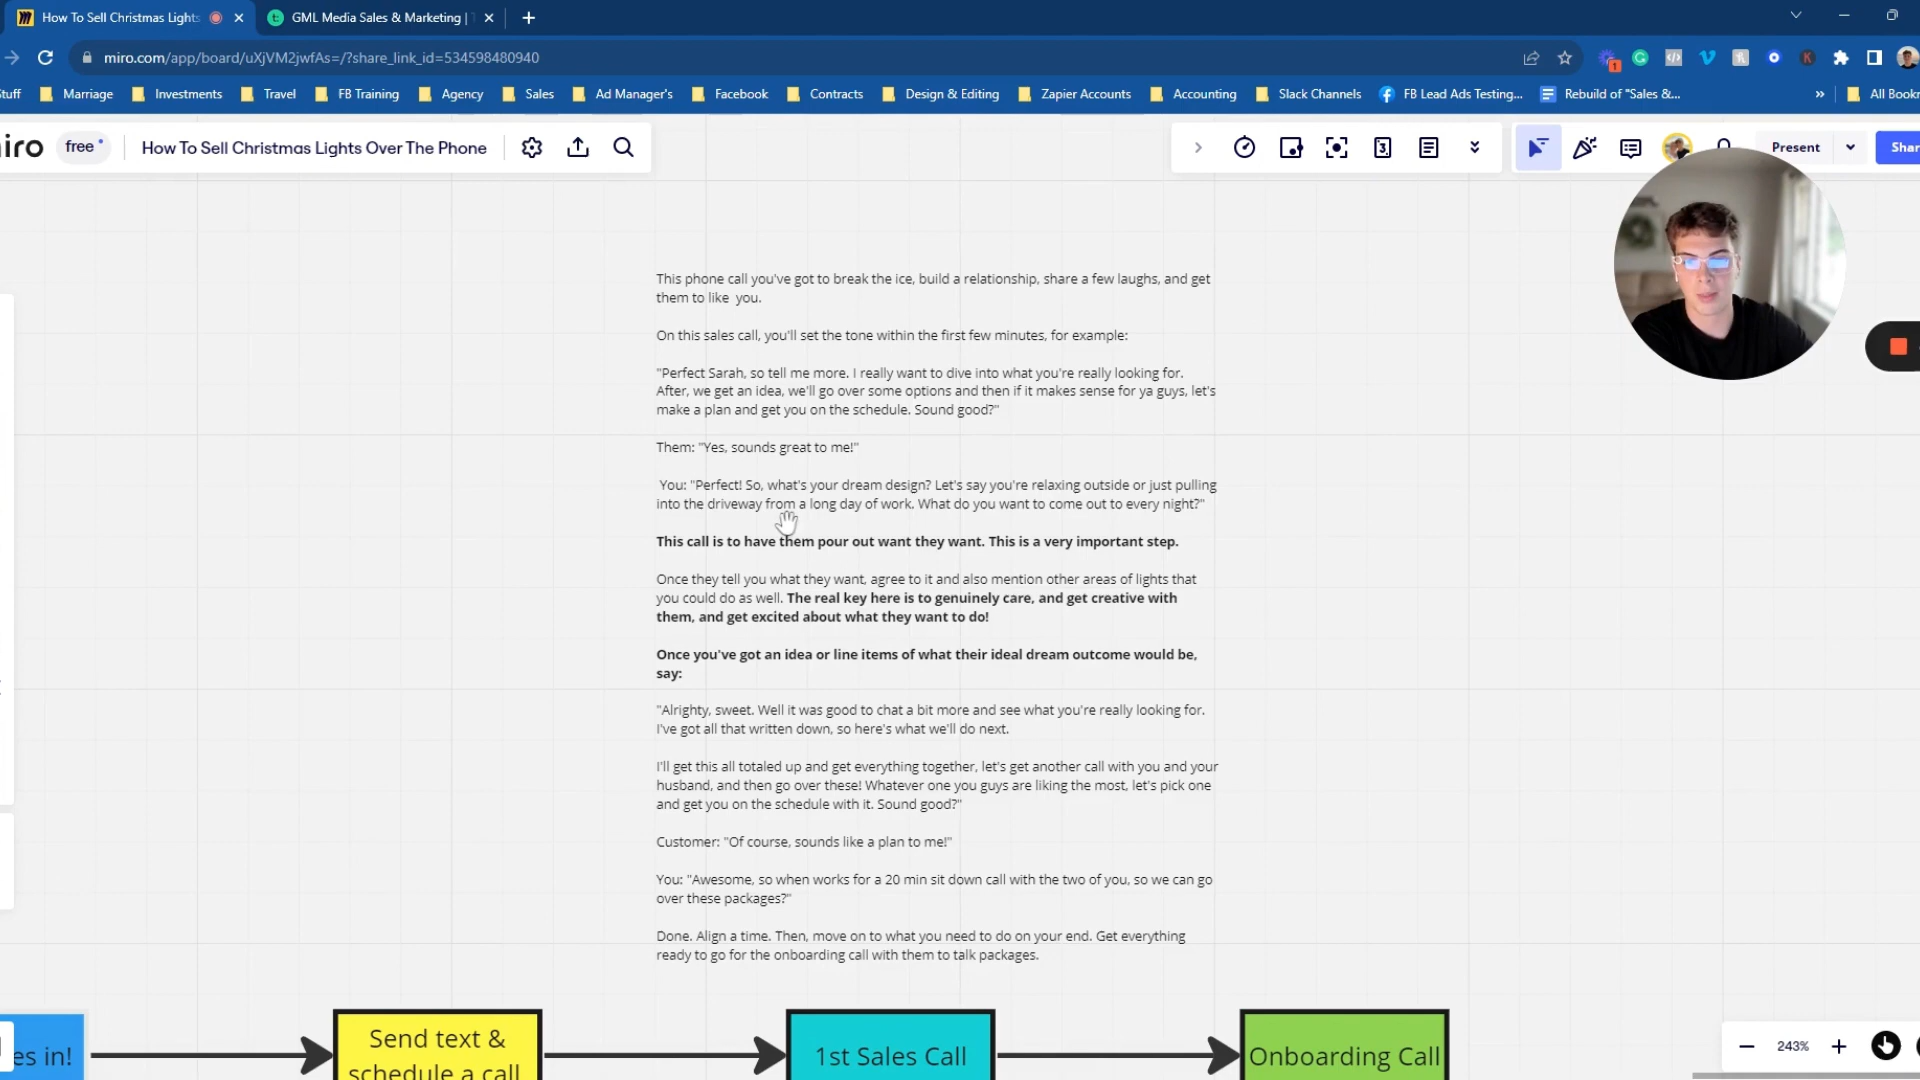 How To Sell Christmas Lights
GML Media Sales & Marketing |
miro.com/app/board/uXjVM2jwfAs=/?share_link_id=534598480940
1
tuff
Marriage
Investments
Travel
FB Training
Agency
Sales
Ad Manager's
Facebook
Contracts
Design & Editing
Zapier Accounts
Accounting
Slack Channels
FB Lead Ads Testing...
Rebuild of "Sales &...
»
All Bookr
iro
free
How To Sell Christmas Lights Over The Phone
3
Present
Shar
This phone call you've got to break the ice, build a relationship, share a few laughs, and get
them to like  you.
On this sales call, you'll set the tone within the first few minutes, for example:
"Perfect Sarah, so tell me more. I really want to dive into what you're really looking for.
After, we get an idea, we'll go over some options and then if it makes sense for ya guys, let's
make a plan and get you on the schedule. Sound good?"
Them: "Yes, sounds great to me!"
You: "Perfect! So, what's your dream design? Let's say you're relaxing outside or just pulling
into the driveway from a long day of work. What do you want to come out to every night?"
This call is to have them pour out want they want. This is a very important step.
Once they tell you what they want, agree to it and also mention other areas of lights that
you could do as well. The real key here is to genuinely care, and get creative with
them, and get excited about what they want to do!
Once you've got an idea or line items of what their ideal dream outcome would be,
say:
"Alrighty, sweet. Well it was good to chat a bit more and see what you're really looking for.
I've got all that written down, so here's what we'll do next.
I'll get this all totaled up and get everything together, let's get another call with you and your
husband, and then go over these! Whatever one you guys are liking the most, let's pick one
and get you on the schedule with it. Sound good?"
Customer: "Of course, sounds like a plan to me!"
You: "Awesome, so when works for a 20 min sit down call with the two of you, so we can go
over these packages?"
Done. Align a time. Then, move on to what you need to do on your end. Get everything
ready to go for the onboarding call with them to talk packages.
es in!
Send text &
schedule a call
1st Sales Call
Onboarding Call
243%